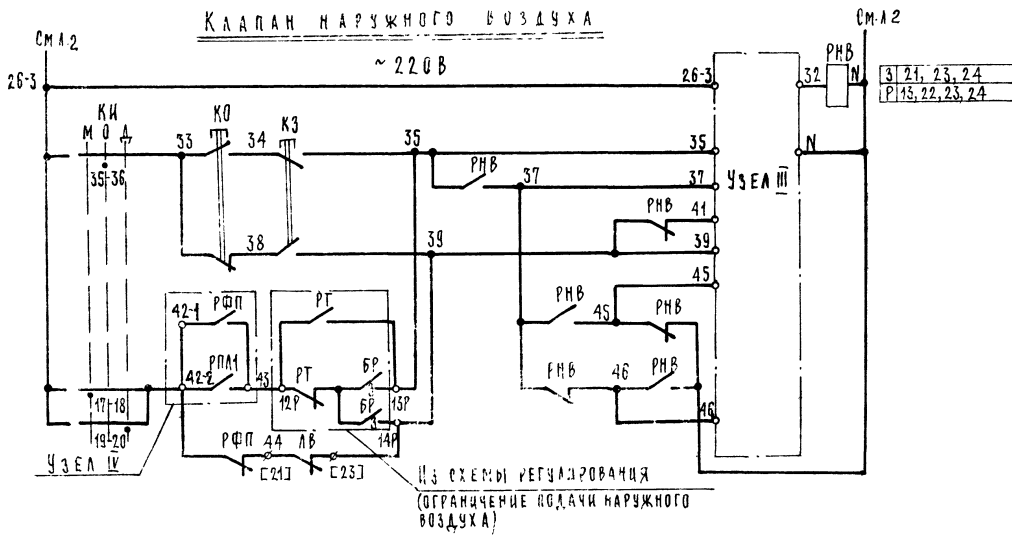 КЛАПАН НАРУЖНОГО ВОЗДУХА
СМ Л.2
СМ.Л.2
~220В
26-3
26-3
32
РНВ
N
З 21, 23, 24
Р 13, 22, 23, 24
КИ
М О Д
КО
КЗ
33
34
35
35
N
35-36
РНВ
37
37
УЗЕЛ III
РНВ
41
38
39
39
45
РНВ
45
РНВ
42-1
РФП
РТ
РПЛ1
42-2
43
РТ
БР
12Р
13Р
РНВ
46
РНВ
17-18
БР
З
46
19-20
14Р
РФП
44
ЛВ
[21]
[23]
УЗЕЛ IV
ИЗ СХЕМЫ РЕГУЛИРОВАНИЯ
(ОГРАНИЧЕНИЕ ПОДАЧИ НАРУЖНОГО
ВОЗДУХА)